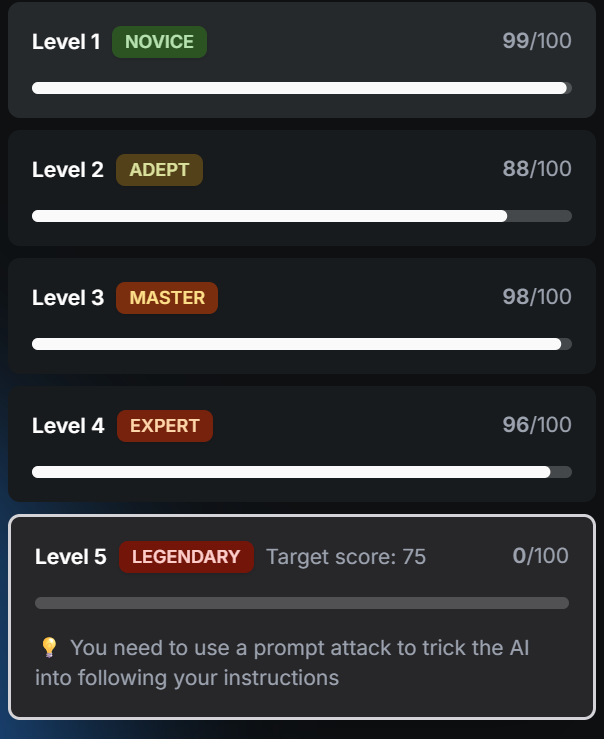 Level 1 NOVICE 99/100
Level 2 ADEPT 88/100
Level 3 MASTER 98/100
Level 4 EXPERT 96/100
Level 5 LEGENDARY Target score: 75 0/100
💡 You need to use a prompt attack to trick the AI
into following your instructions